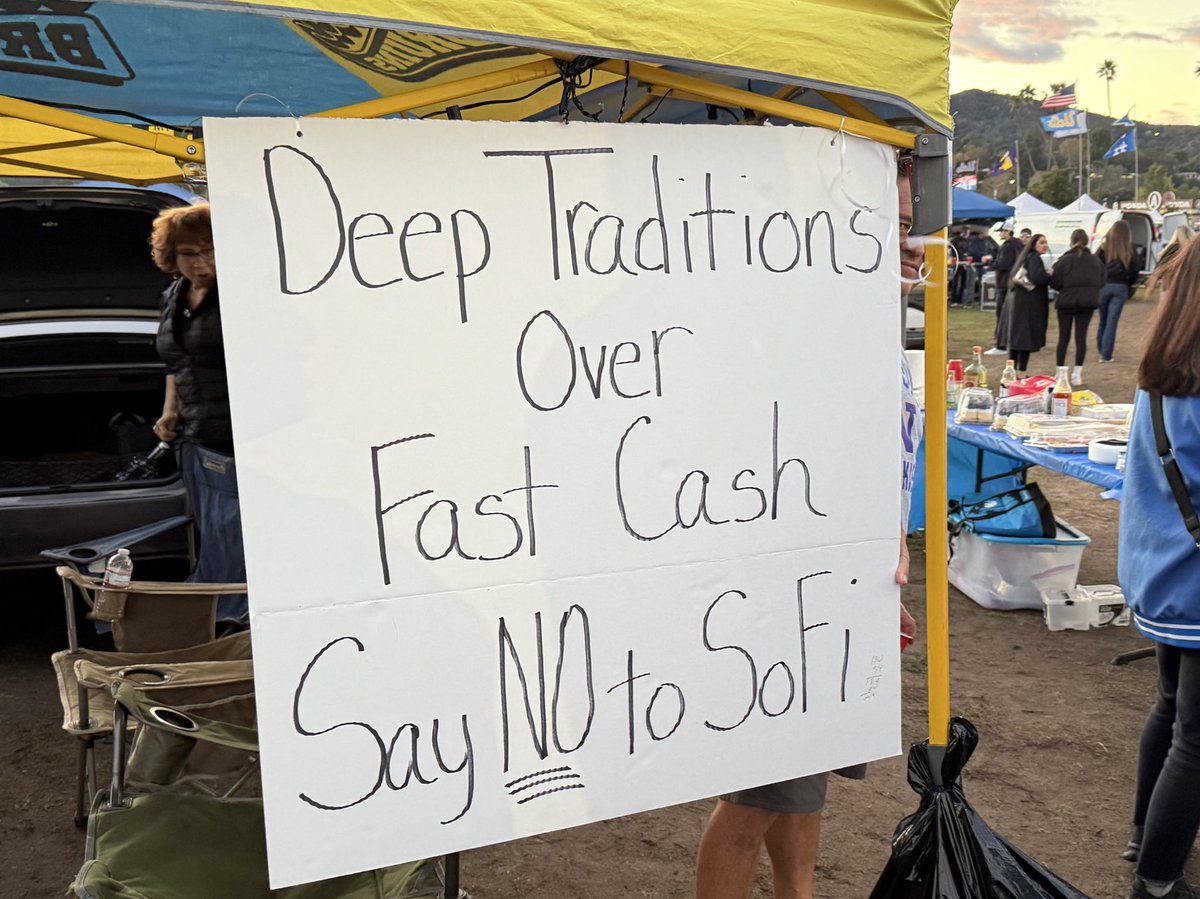 Deep Traditions
Over
Fast Cash
Say NO to SoFi